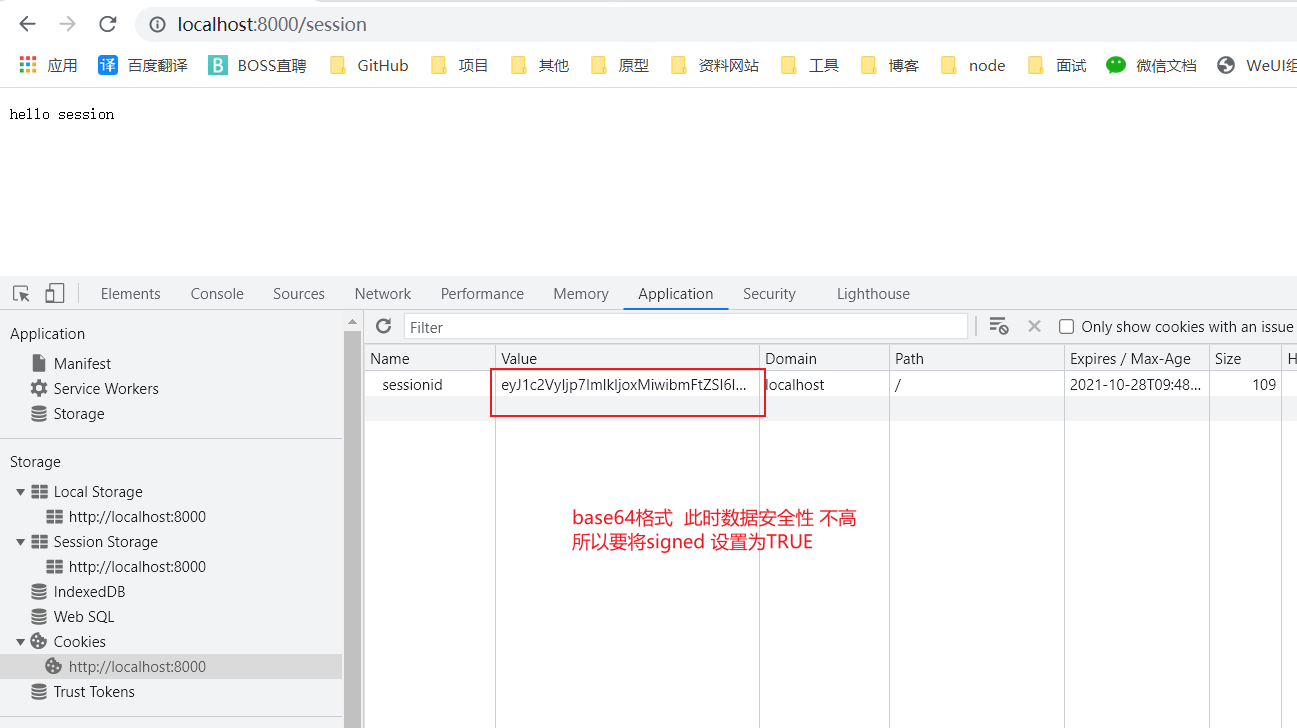 localhost:8000/session
应用 百度翻译 BOSS直聘 GitHub 项目 其他 原型 资料网站 工具 博客 node 面试 微信文档 WeUI组
hello session
Elements Console Sources Network Performance Memory Application Security Lighthouse
Application
Manifest
Service Workers
Storage
Storage
Local Storage
http://localhost:8000
Session Storage
http://localhost:8000
IndexedDB
Web SQL
Cookies
http://localhost:8000
Trust Tokens
Filter Only show cookies with an issue
Name Value Domain Path Expires / Max-Age Size H
sessionid eyJ1c2VyIjp7ImlkIjoxMiwibmFtZSI6I... localhost / 2021-10-28T09:48... 109
base64格式 此时数据安全性 不高
所以要将signed 设置为TRUE